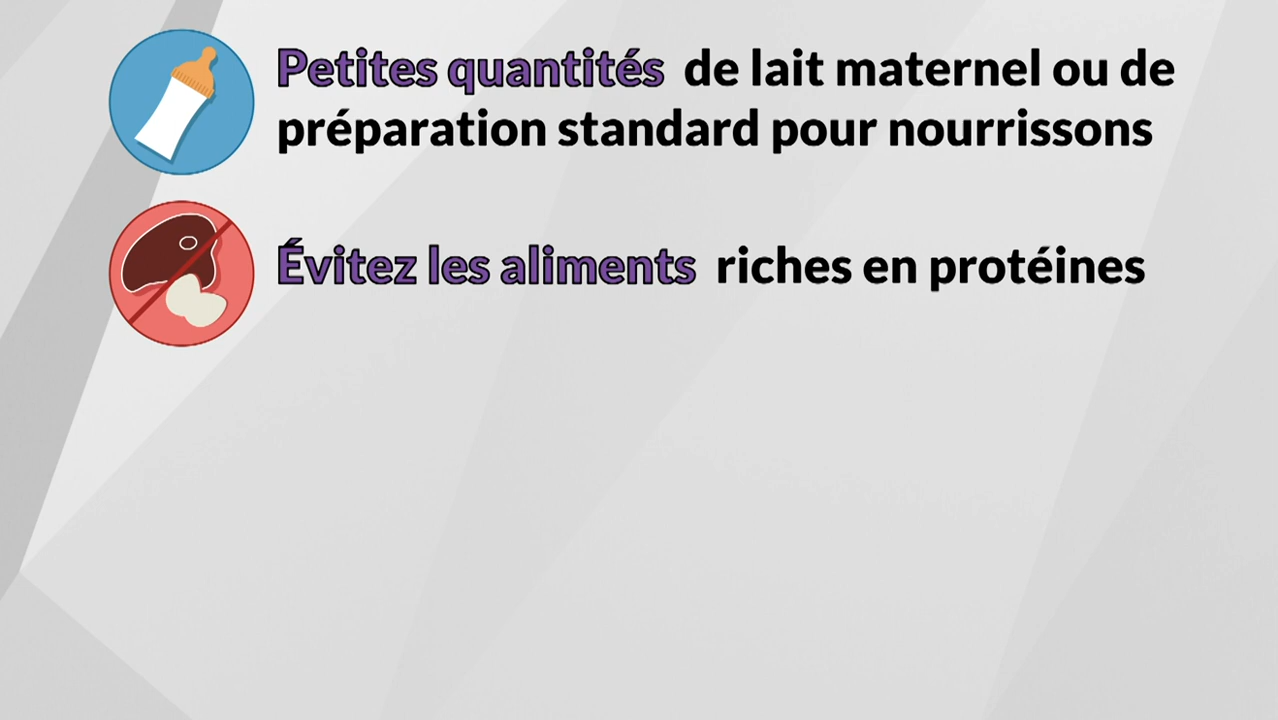 Petites quantités de lait maternel ou de
préparation standard pour nourrissons
Évitez les aliments riches en protéines